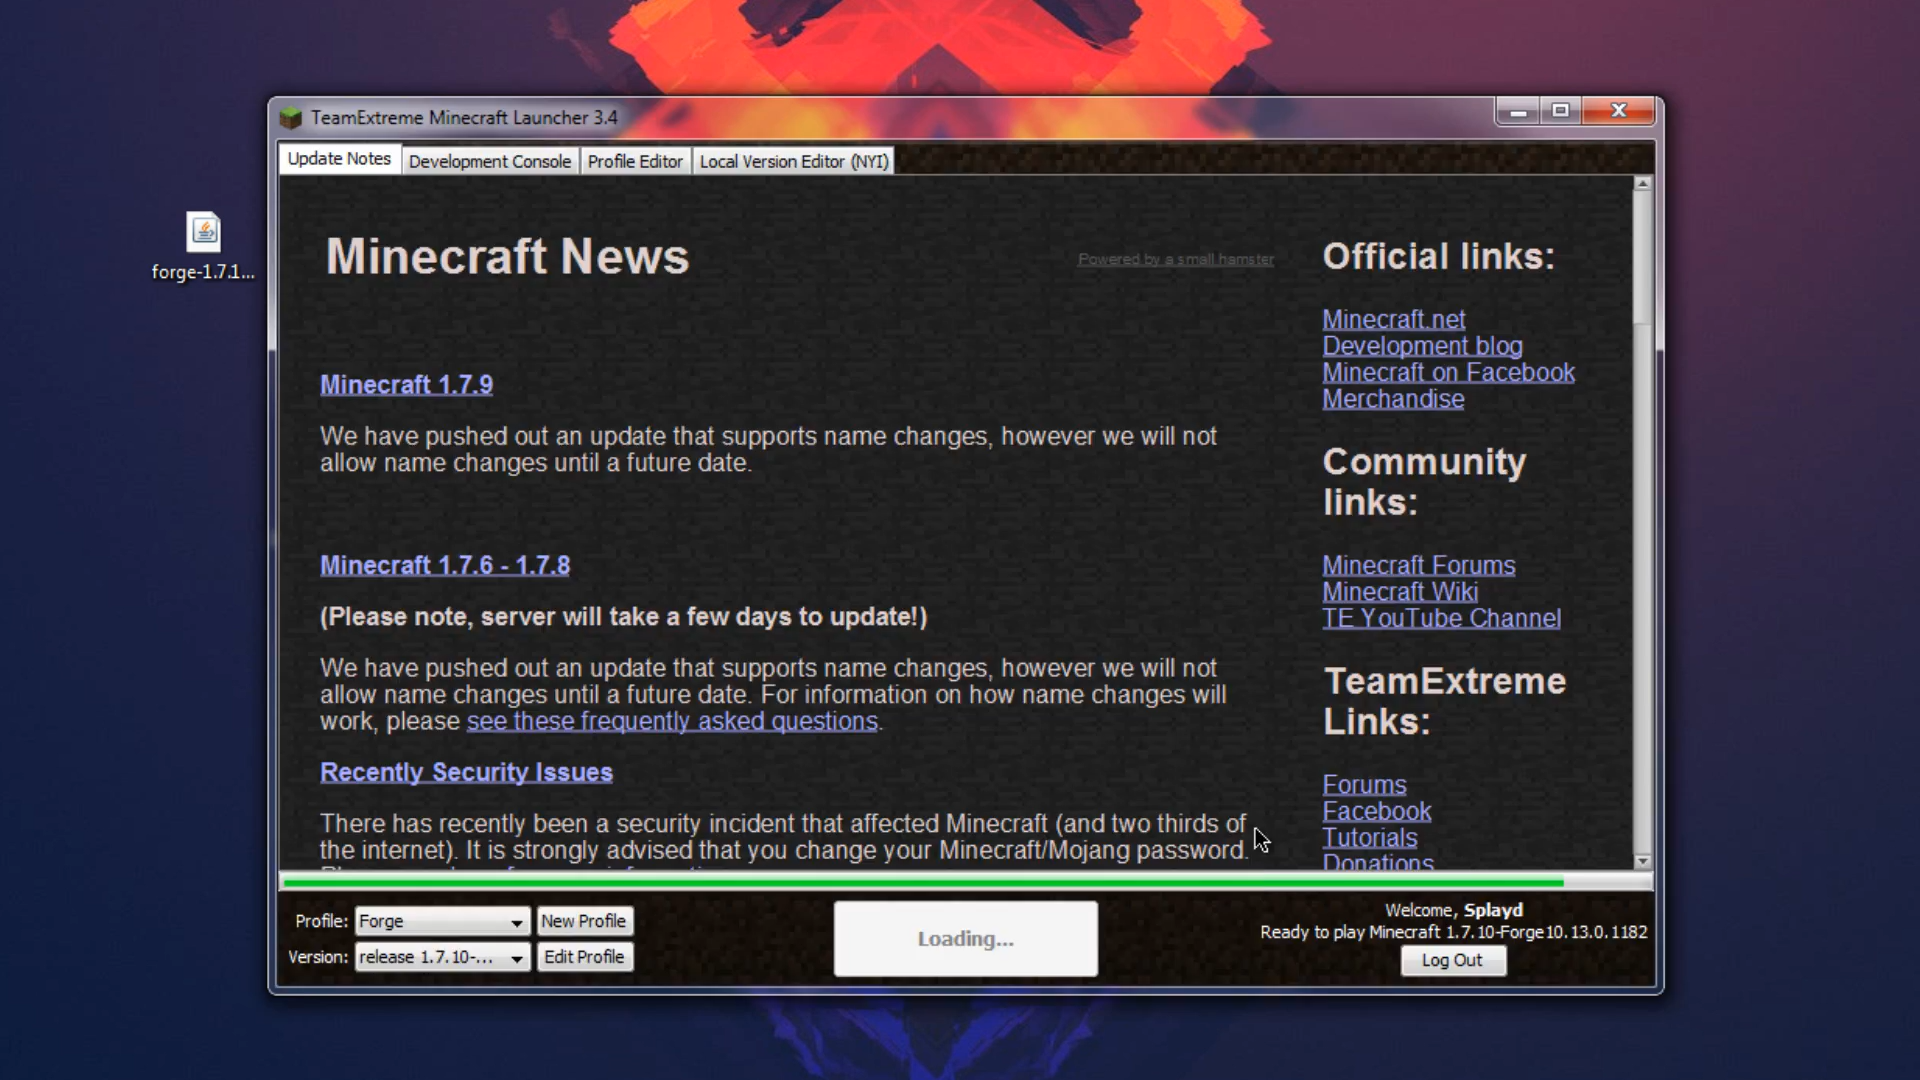 TeamExtreme Minecraft Launcher 3.4
Update Notes
Development Console
Profile Editor
Local Version Editor (NYI)
forge-1.7.1...
Minecraft News
Powered by a small hamster
Minecraft 1.7.9
We have pushed out an update that supports name changes, however we will not
allow name changes until a future date.
Minecraft 1.7.6 - 1.7.8
(Please note, server will take a few days to update!)
We have pushed out an update that supports name changes, however we will not
allow name changes until a future date. For information on how name changes will
work, please see these frequently asked questions.
Recently Security Issues
There has recently been a security incident that affected Minecraft (and two thirds of
the internet). It is strongly advised that you change your Minecraft/Mojang password.
Official links:
Minecraft.net
Development blog
Minecraft on Facebook
Merchandise
Community
links:
Minecraft Forums
Minecraft Wiki
TE YouTube Channel
TeamExtreme
Links:
Forums
Facebook
Tutorials
Donations
Profile: Forge
New Profile
Version: release 1.7.10-...
Edit Profile
Loading...
Welcome, Splayd
Ready to play Minecraft 1.7.10-Forge10.13.0.1182
Log Out